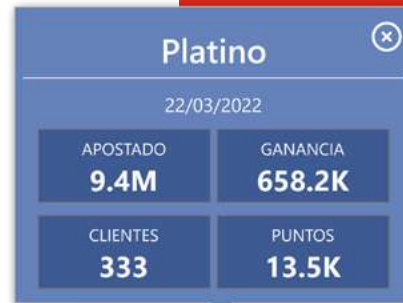 Platino
22/03/2022
APOSTADO GANANCIA
9.4M 658.2K
CLIENTES PUNTOS
333 13.5K